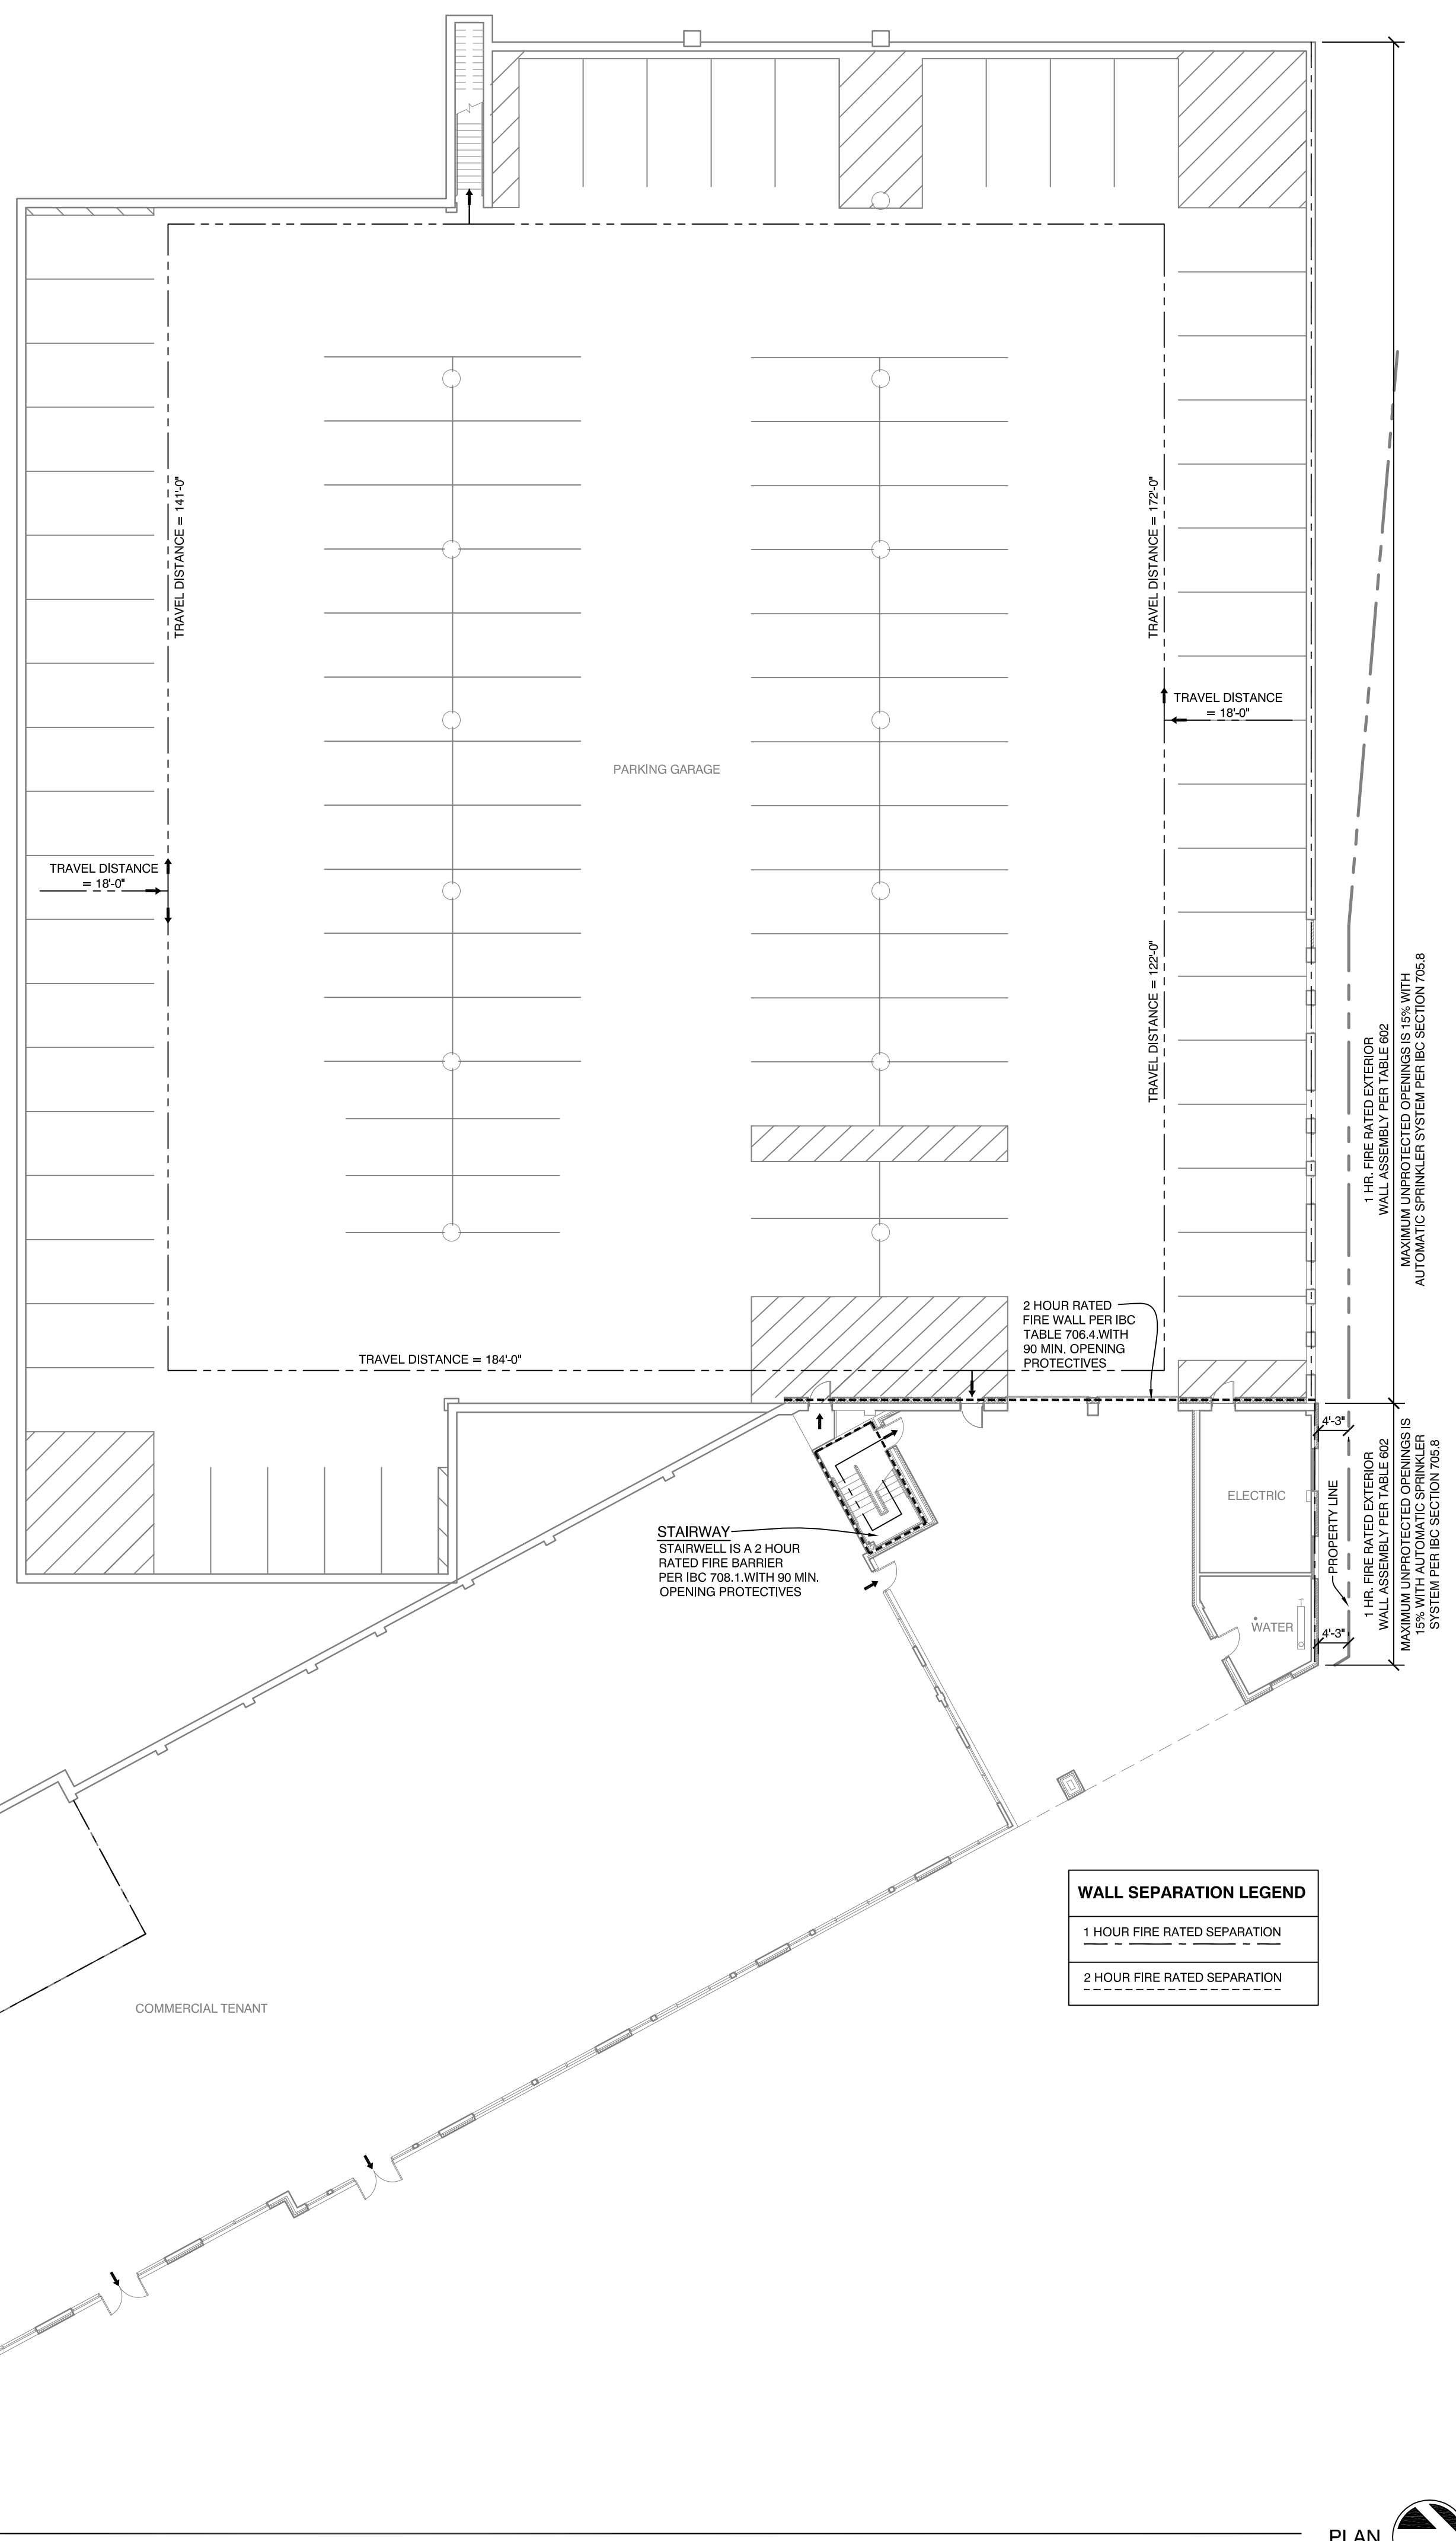 TRAVEL DISTANCE = 141'-0"
TRAVEL DISTANCE = 172'-0"
TRAVEL DISTANCE
= 18'-0"
PARKING GARAGE
TRAVEL DISTANCE
= 18'-0"
TRAVEL DISTANCE = 122'-0"
1 HR. FIRE RATED EXTERIOR
WALL ASSEMBLY PER TABLE 602
MAXIMUM UNPROTECTED OPENINGS IS 15% WITH
AUTOMATIC SPRINKLER SYSTEM PER IBC SECTION 705.8
2 HOUR RATED
FIRE WALL PER IBC
TABLE 706.4.WITH
90 MIN. OPENING
PROTECTIVES
TRAVEL DISTANCE = 184'-0"
4'-3"
ELECTRIC
PROPERTY LINE
1 HR. FIRE RATED EXTERIOR
WALL ASSEMBLY PER TABLE 602
MAXIMUM UNPROTECTED OPENINGS IS
15% WITH AUTOMATIC SPRINKLER
SYSTEM PER IBC SECTION 705.8
STAIRWAY
STAIRWELL IS A 2 HOUR
RATED FIRE BARRIER
PER IBC 708.1.WITH 90 MIN.
OPENING PROTECTIVES
WATER
4'-3"
WALL SEPARATION LEGEND
1 HOUR FIRE RATED SEPARATION
2 HOUR FIRE RATED SEPARATION
COMMERCIAL TENANT
PLAN